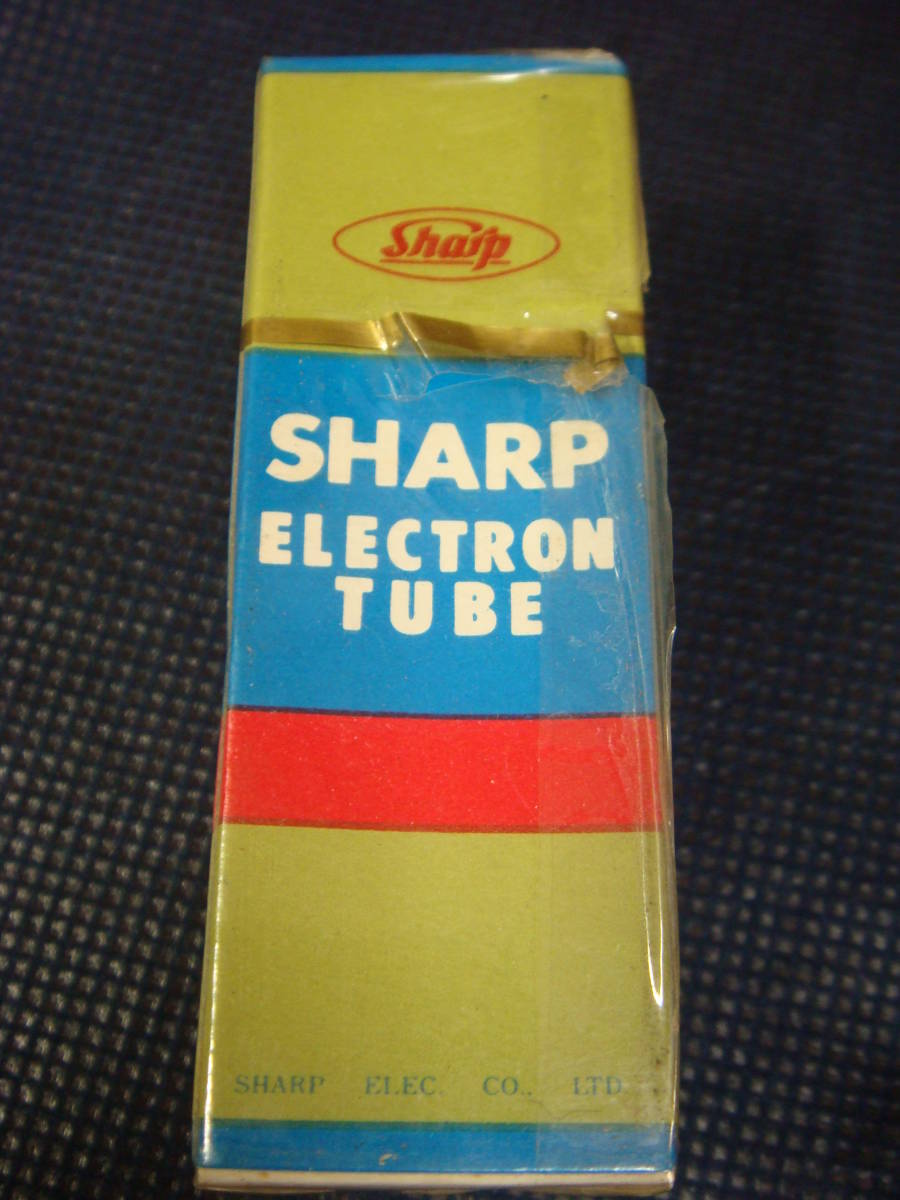 Sharp
SHARP
ELECTRON
TUBE
SHARP ELEC. CO., LTD.